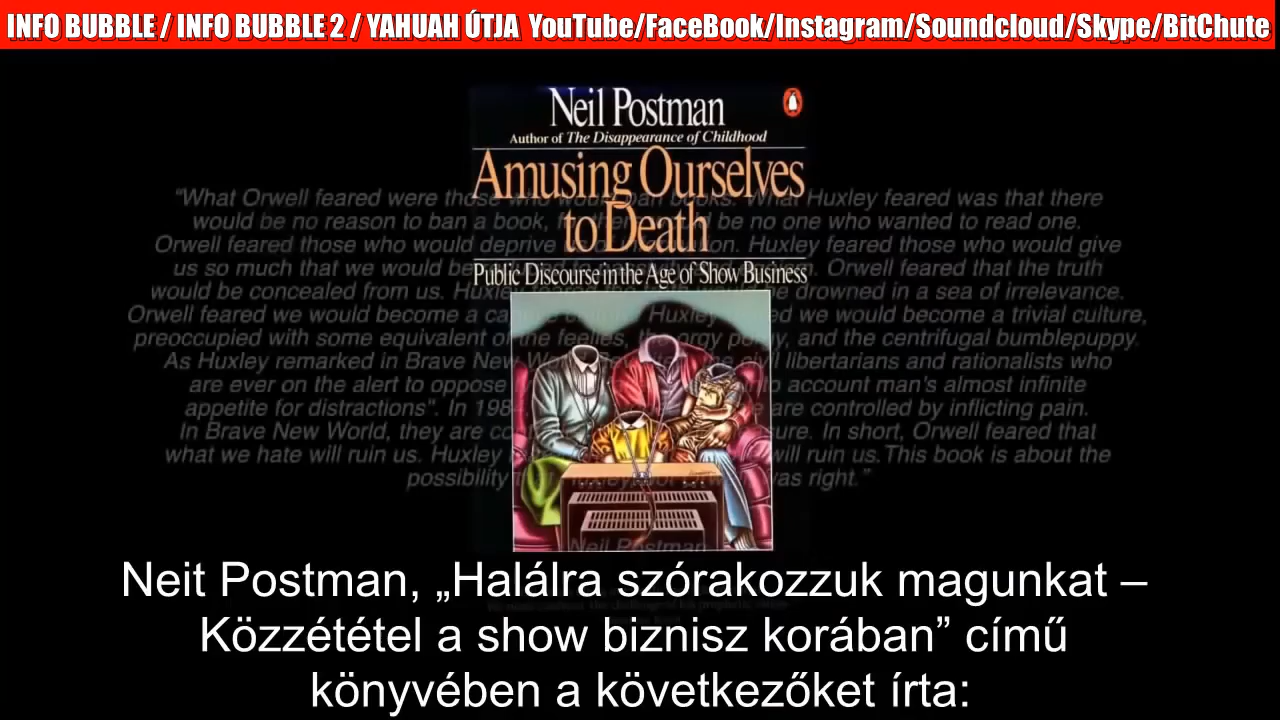 INFO BUBBLE / INFO BUBBLE 2 / YAHUAH ÚTJA YouTube/FaceBook/Instagram/Soundcloud/Skype/BitChute
Neil Postman
Author of The Disappearance of Childhood
Amusing Ourselves
to Death
Public Discourse in the Age of Show Business
"What Orwell feared were those who would ban books. What Huxley feared was that there
would be no reason to ban a book, be no one who wanted to read one.
Orwell feared those who would deprive Huxley feared those who would give
us so much that we would be Orwell feared that the truth
would be concealed from us. Huxley feared drowned in a sea of irrelevance.
Orwell feared we would become a Huxley we would become a trivial culture,
preoccupied with some equivalent of the feelies, the orgy porgy, and the centrifugal bumblepuppy.
As Huxley remarked in Brave New civil libertarians and rationalists who
are ever on the alert to oppose account man's almost infinite
appetite for distractions". In are controlled by inflicting pain.
In Brave New World, they are In short, Orwell feared that
what we hate will ruin us. Huxley will ruin us. This book is about the
possibility was right."
Neil Postman
Neit Postman, „Halálra szórakozzuk magunkat –
Közzététel a show biznisz korában” című
könyvében a következőket írta: